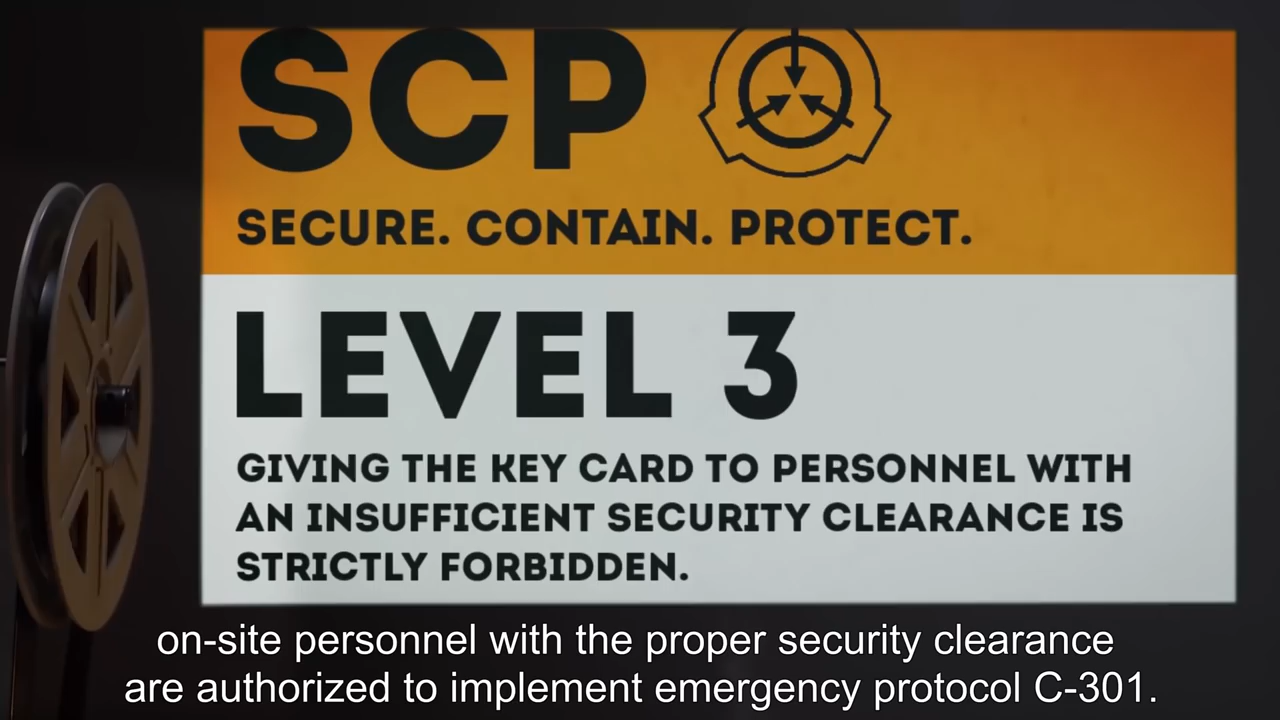 SCP
SECURE. CONTAIN. PROTECT.
LEVEL 3
GIVING THE KEY CARD TO PERSONNEL WITH
AN INSUFFICIENT SECURITY CLEARANCE IS
STRICTLY FORBIDDEN.
on-site personnel with the proper security clearance
are authorized to implement emergency protocol C-301.